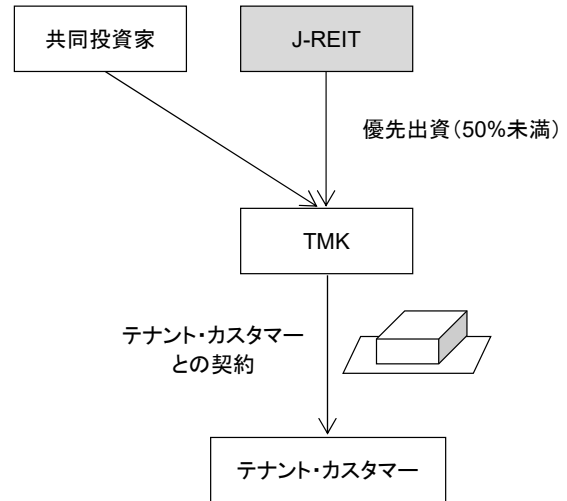 共同投資家
J-REIT
優先出資(50%未満)
TMK
テナント・カスタマー
との契約
テナント・カスタマー